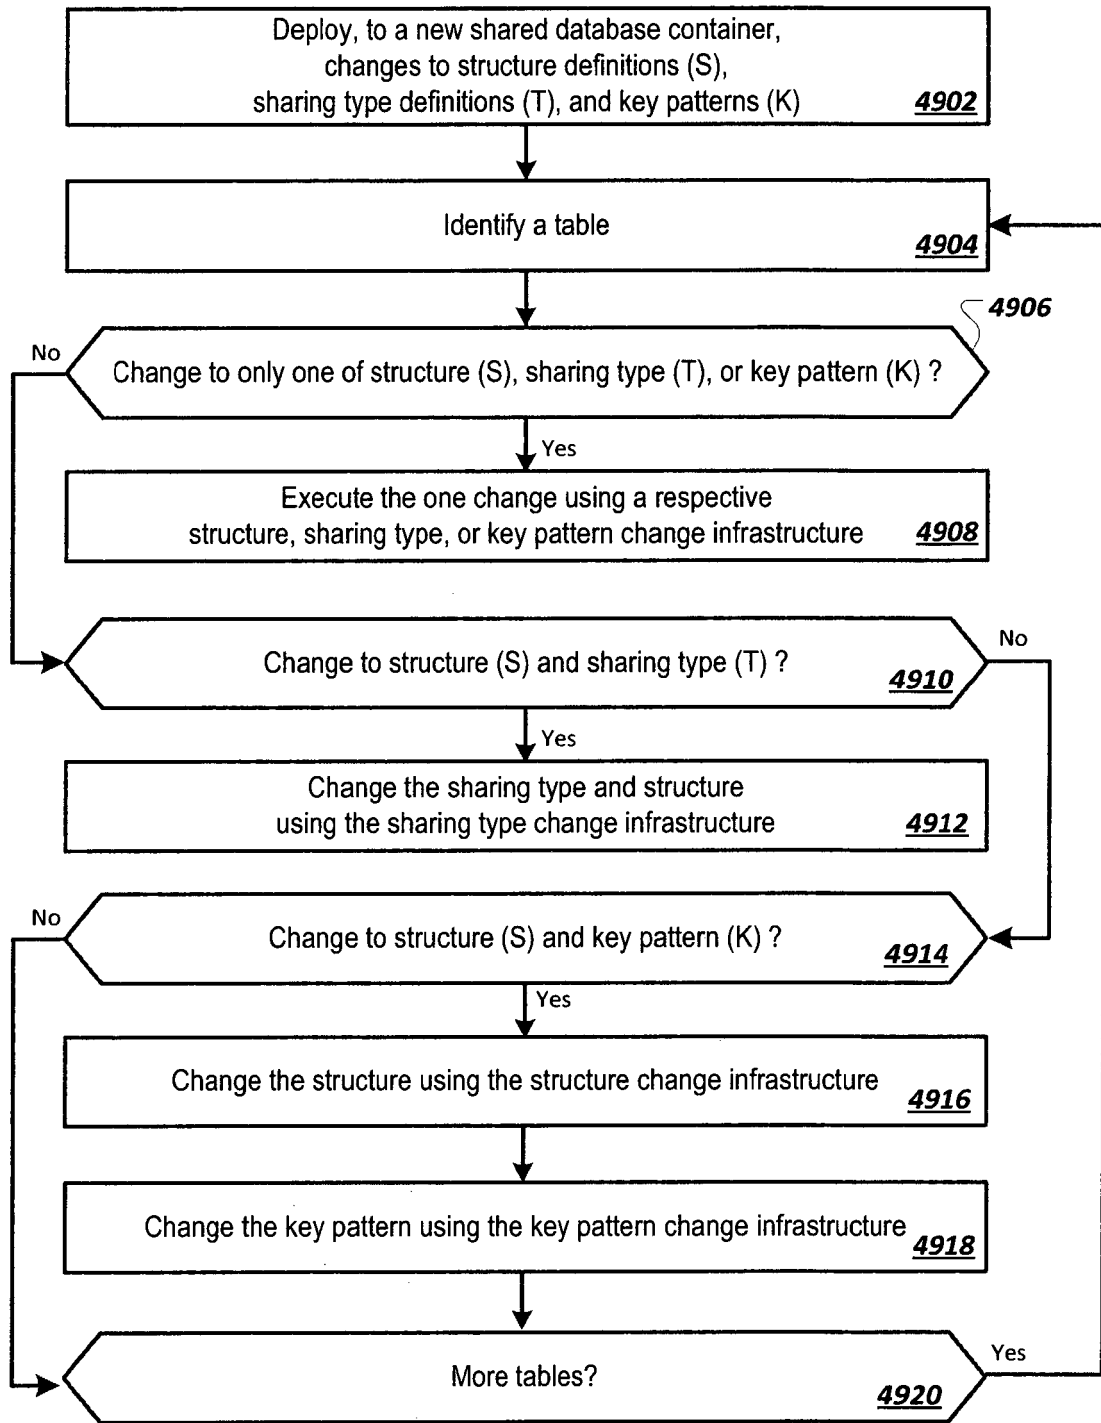 Deploy, to a new shared database container,
changes to structure definitions (S),
sharing type definitions (T), and key patterns (K)
4902
Identify a table
4904
4906
No
Change to only one of structure (S), sharing type (T), or key pattern (K) ?
Yes
Execute the one change using a respective
structure, sharing type, or key pattern change infrastructure
4908
No
Change to structure (S) and sharing type (T) ?
4910
Yes
Change the sharing type and structure
using the sharing type change infrastructure
4912
No
Change to structure (S) and key pattern (K) ?
4914
Yes
Change the structure using the structure change infrastructure
4916
Change the key pattern using the key pattern change infrastructure
4918
More tables?
Yes
4920